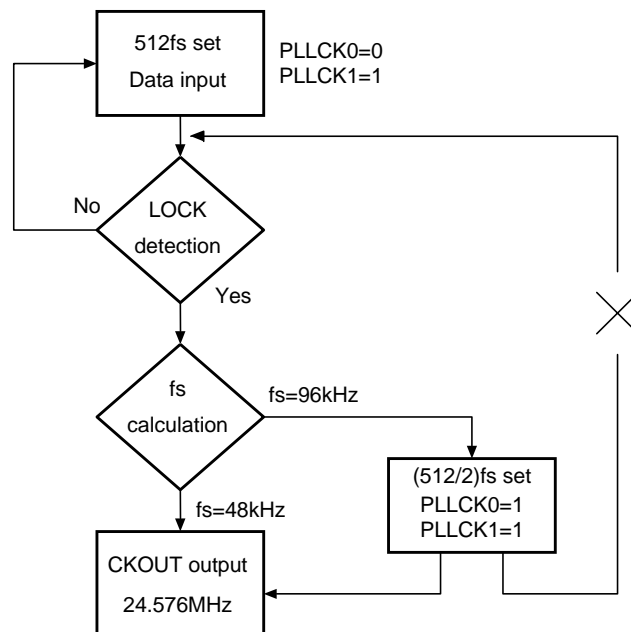 512fs set
Data input
PLLCK0=0
PLLCK1=1
No
LOCK
detection
Yes
fs
calculation
fs=96kHz
(512/2)fs set
PLLCK0=1
PLLCK1=1
fs=48kHz
CKOUT output
24.576MHz